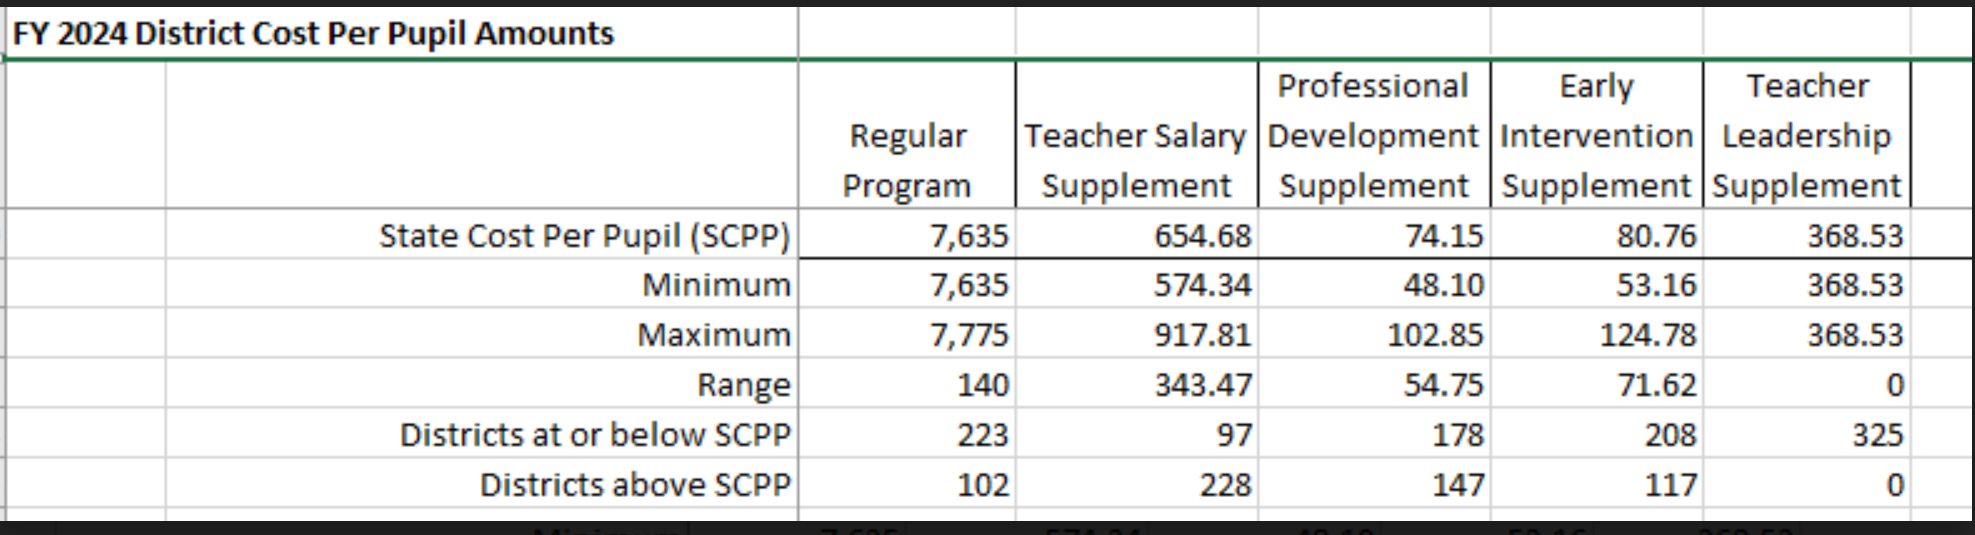 FY 2024 District Cost Per Pupil Amounts
Regular Program Teacher Salary Supplement Professional Development Supplement Early Intervention Supplement Teacher Leadership Supplement
State Cost Per Pupil (SCPP) 7,635 654.68 74.15 80.76 368.53
Minimum 7,635 574.34 48.10 53.16 368.53
Maximum 7,775 917.81 102.85 124.78 368.53
Range 140 343.47 54.75 71.62 0
Districts at or below SCPP 223 97 178 208 325
Districts above SCPP 102 228 147 117 0